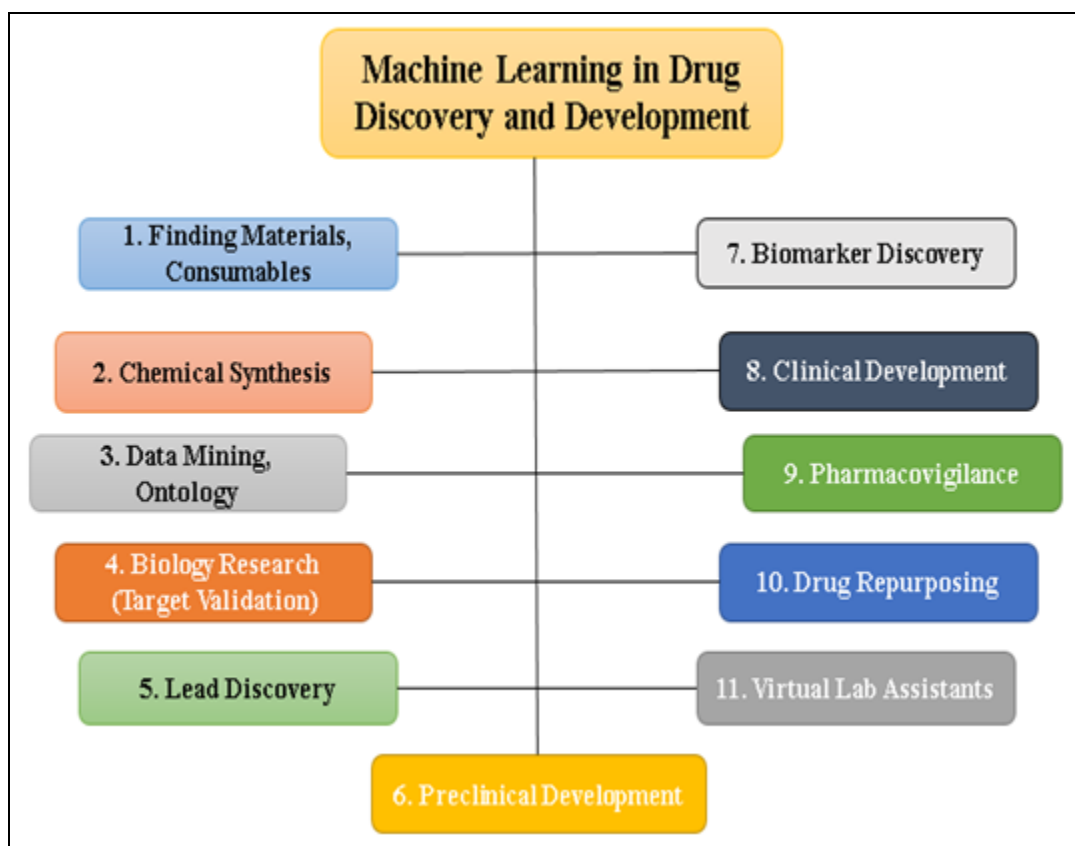 Machine Learning in Drug
Discovery and Development
1. Finding Materials,
Consumables
2. Chemical Synthesis
3. Data Mining,
Ontology
4. Biology Research
(Target Validation)
5. Lead Discovery
6. Preclinical Development
7. Biomarker Discovery
8. Clinical Development
9. Pharmacovigilance
10. Drug Repurposing
11. Virtual Lab Assistants